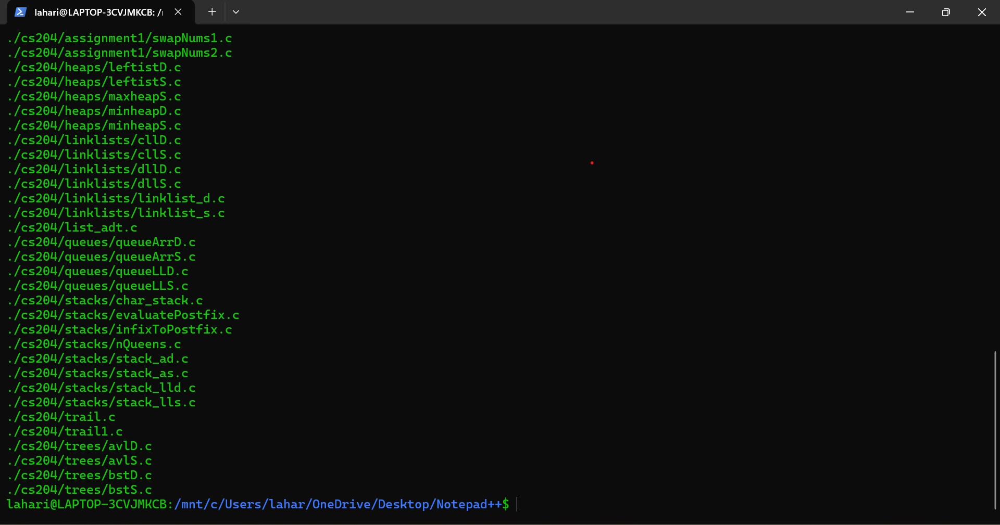 lahari@LAPTOP-3CVJMKCB: /
./cs204/assignment1/swapNums1.c
./cs204/assignment1/swapNums2.c
./cs204/heaps/leftistD.c
./cs204/heaps/leftistS.c
./cs204/heaps/maxheapS.c
./cs204/heaps/minheapD.c
./cs204/heaps/minheapS.c
./cs204/linklists/cllD.c
./cs204/linklists/cllS.c
./cs204/linklists/dllD.c
./cs204/linklists/dllS.c
./cs204/linklists/linklist_d.c
./cs204/linklists/linklist_s.c
./cs204/list_adt.c
./cs204/queues/queueArrD.c
./cs204/queues/queueArrS.c
./cs204/queues/queueLLD.c
./cs204/queues/queueLLS.c
./cs204/stacks/char_stack.c
./cs204/stacks/evaluatePostfix.c
./cs204/stacks/infixToPostfix.c
./cs204/stacks/nQueens.c
./cs204/stacks/stack_ad.c
./cs204/stacks/stack_as.c
./cs204/stacks/stack_lld.c
./cs204/stacks/stack_lls.c
./cs204/trail.c
./cs204/trail1.c
./cs204/trees/avlD.c
./cs204/trees/avlS.c
./cs204/trees/bstD.c
./cs204/trees/bstS.c
lahari@LAPTOP-3CVJMKCB:/mnt/c/Users/lahar/OneDrive/Desktop/Notepad++$